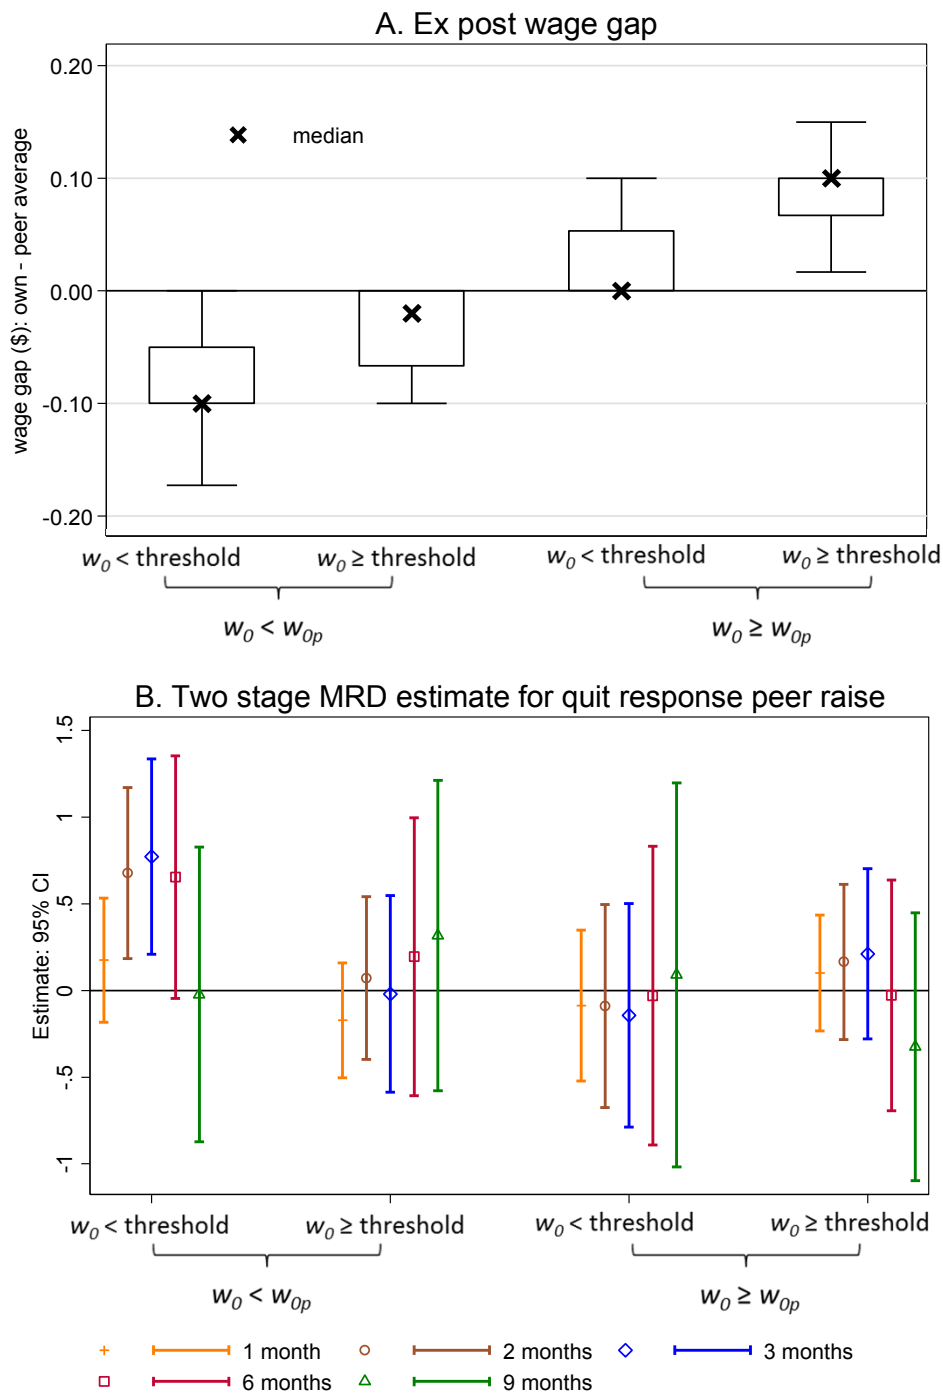 A. Ex post wage gap
wage gap ($): own - peer average
0.20
0.10
0.00
-0.10
-0.20
median
w0 < threshold w0 ≥ threshold w0 < threshold w0 ≥ threshold
w0 < w0p w0 ≥ w0p
B. Two stage MRD estimate for quit response peer raise
Estimate: 95% CI
1.5
1
.5
0
-.5
-1
w0 < threshold w0 ≥ threshold w0 < threshold w0 ≥ threshold
w0 < w0p w0 ≥ w0p
1 month 2 months 3 months
6 months 9 months